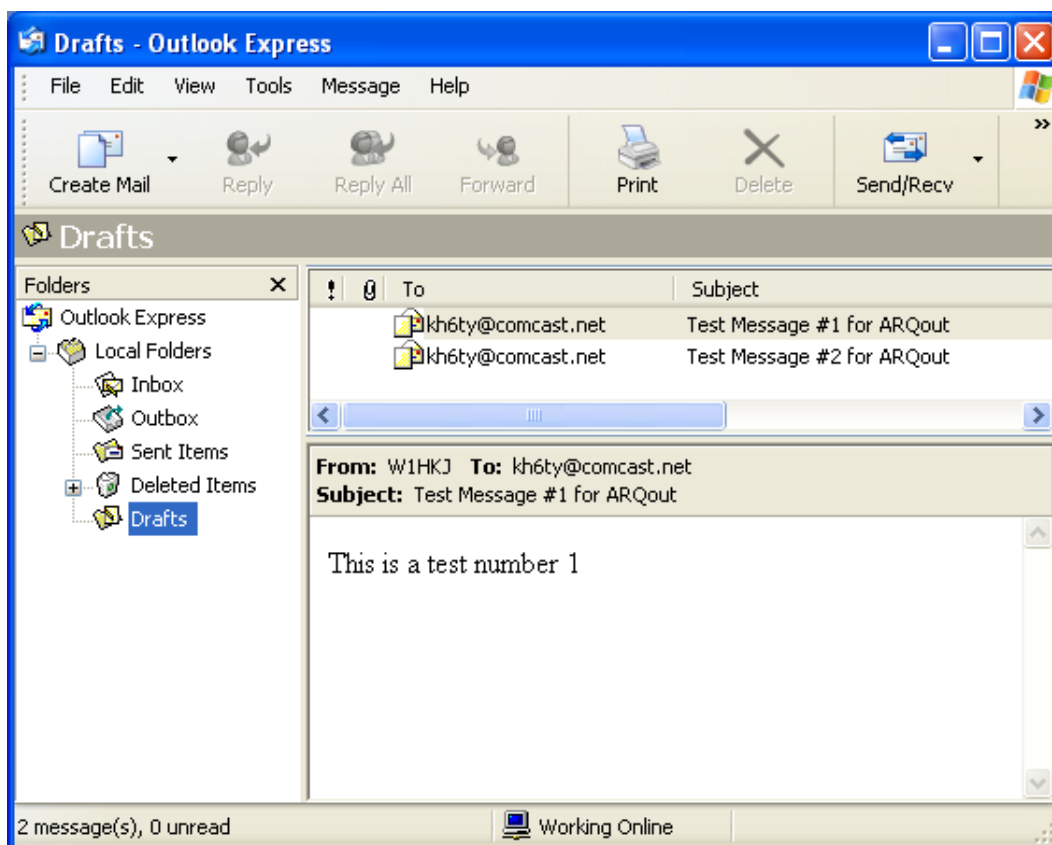 Drafts - Outlook Express
File Edit View Tools Message Help
»
Create Mail Reply Reply All Forward Print Delete Send/Recv
Drafts
Folders
Outlook Express
Local Folders
Inbox
Outbox
Sent Items
Deleted Items
Drafts
! To Subject
kh6ty@comcast.net Test Message #1 for ARQout
kh6ty@comcast.net Test Message #2 for ARQout
From: W1HKJ To: kh6ty@comcast.net
Subject: Test Message #1 for ARQout
This is a test number 1
2 message(s), 0 unread Working Online